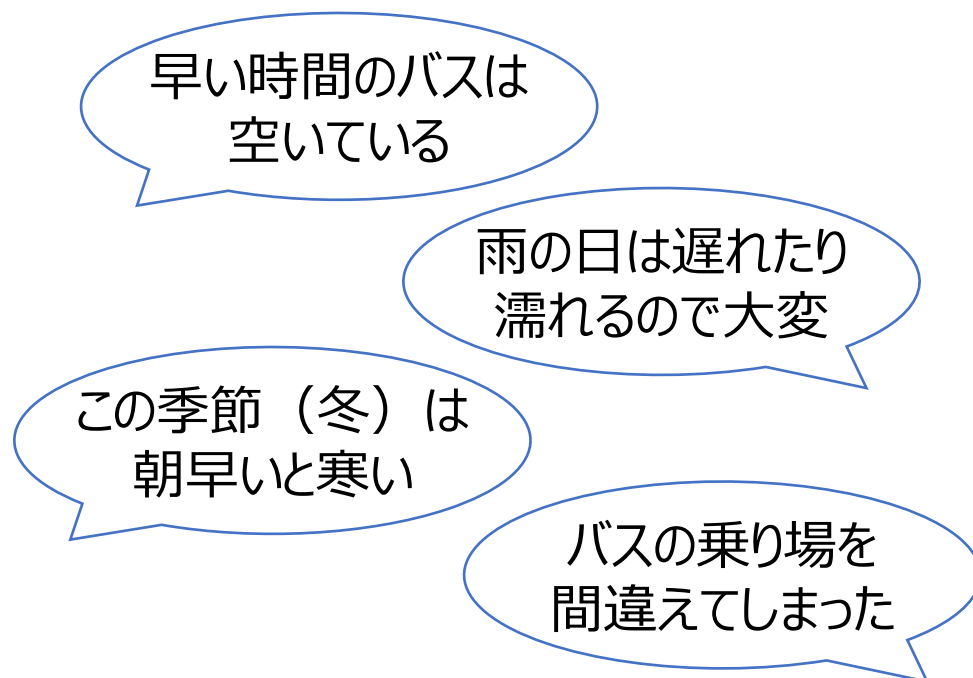 早い時間のバスは
空いている
雨の日は遅れたり
濡れるので大変
この季節（冬）は
朝早いと寒い
バスの乗り場を
間違えてしまった